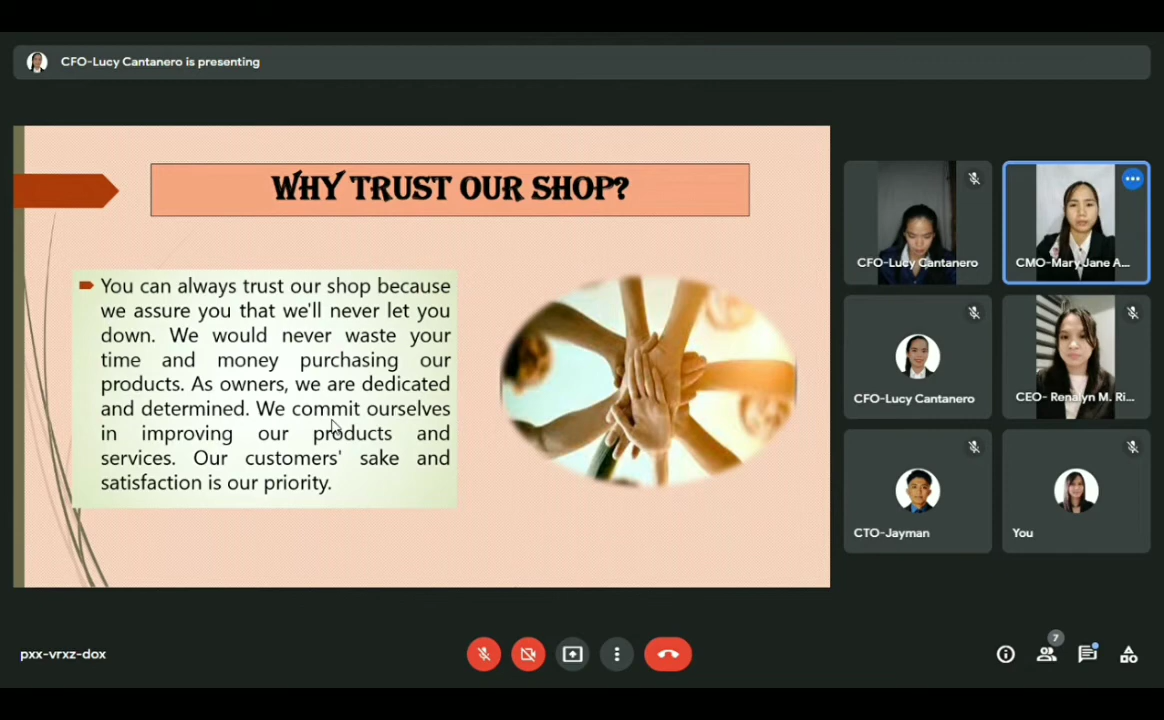 CFO-Lucy Cantanero is presenting
WHY TRUST OUR SHOP?
You can always trust our shop because
we assure you that we'll never let you
down. We would never waste your
time and money purchasing our
products. As owners, we are dedicated
and determined. We commit ourselves
in improving our products and
services. Our customers' sake and
satisfaction is our priority.
CFO-Lucy Cantanero
CMO-Mary Jane A...
CFO-Lucy Cantanero
CEO- Renalyn M. Ri...
CTO-Jayman
You
pxx-vrxz-dox
7